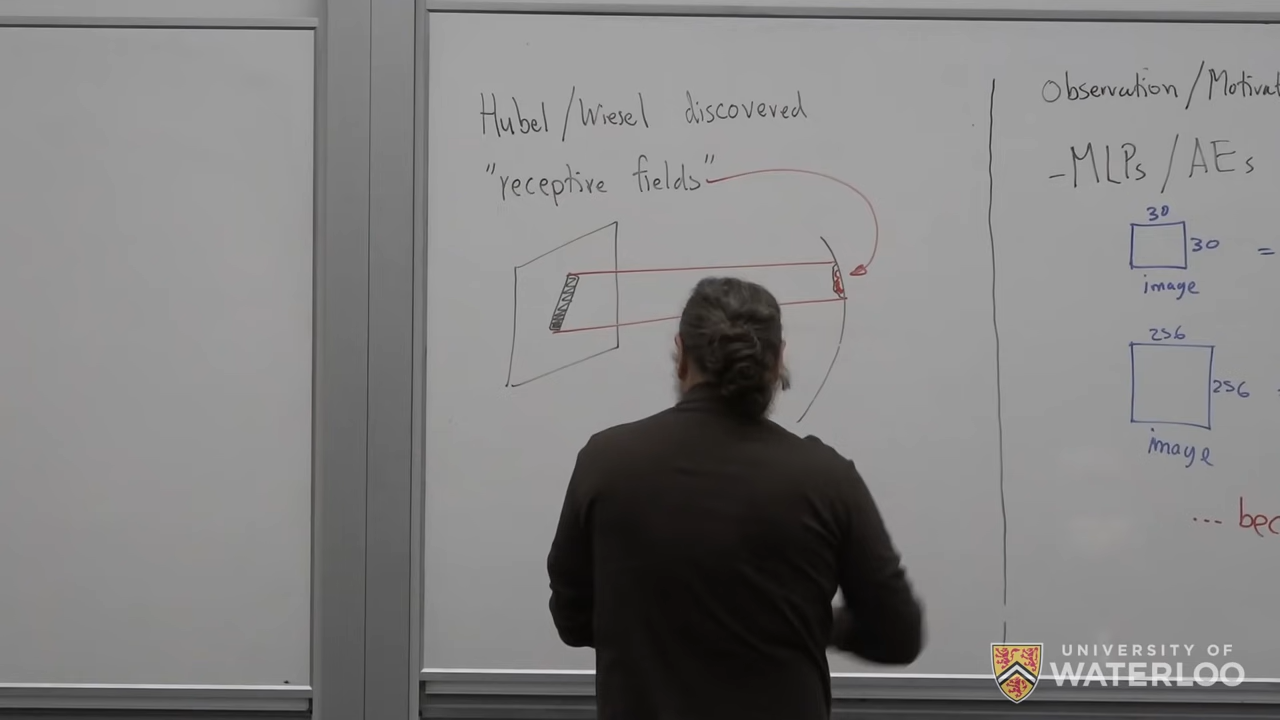 Hubel/Wiesel discovered
"receptive fields"
Observation/Motivat
-MLPs/AEs
30
30
=
image
256
256
image
... bec
UNIVERSITY OF
WATERLOO